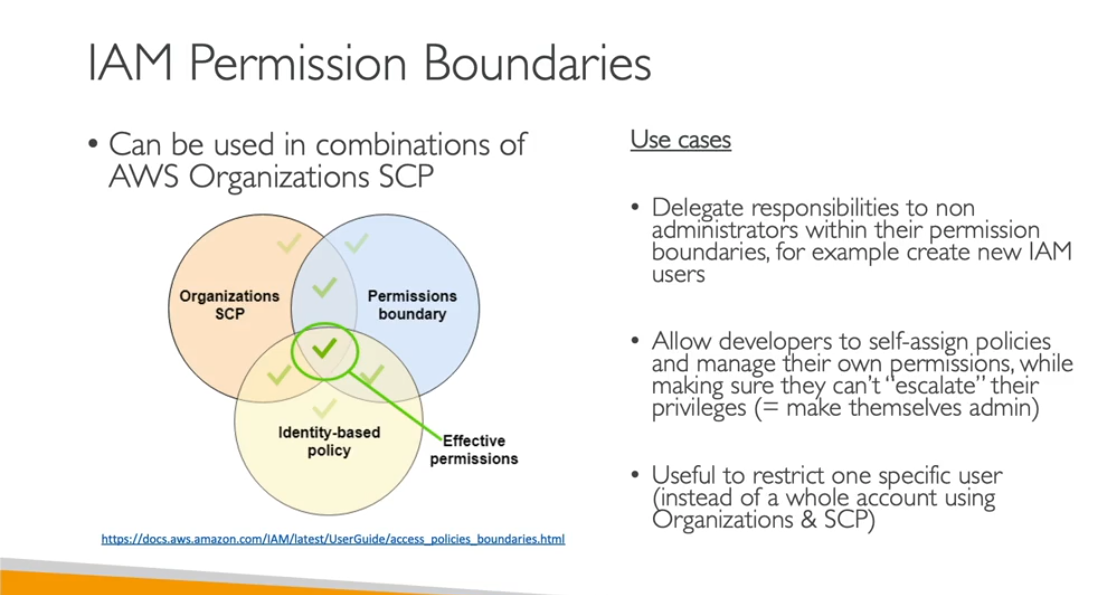 IAM Permission Boundaries
• Can be used in combinations of
AWS Organizations SCP
Organizations
SCP
Permissions
boundary
Identity-based
policy
Effective
permissions
https://docs.aws.amazon.com/IAM/latest/UserGuide/access_policies_boundaries.html
Use cases
• Delegate responsibilities to non
administrators within their permission
boundaries, for example create new IAM
users
• Allow developers to self-assign policies
and manage their own permissions, while
making sure they can't "escalate" their
privileges (= make themselves admin)
• Useful to restrict one specific user
(instead of a whole account using
Organizations & SCP)